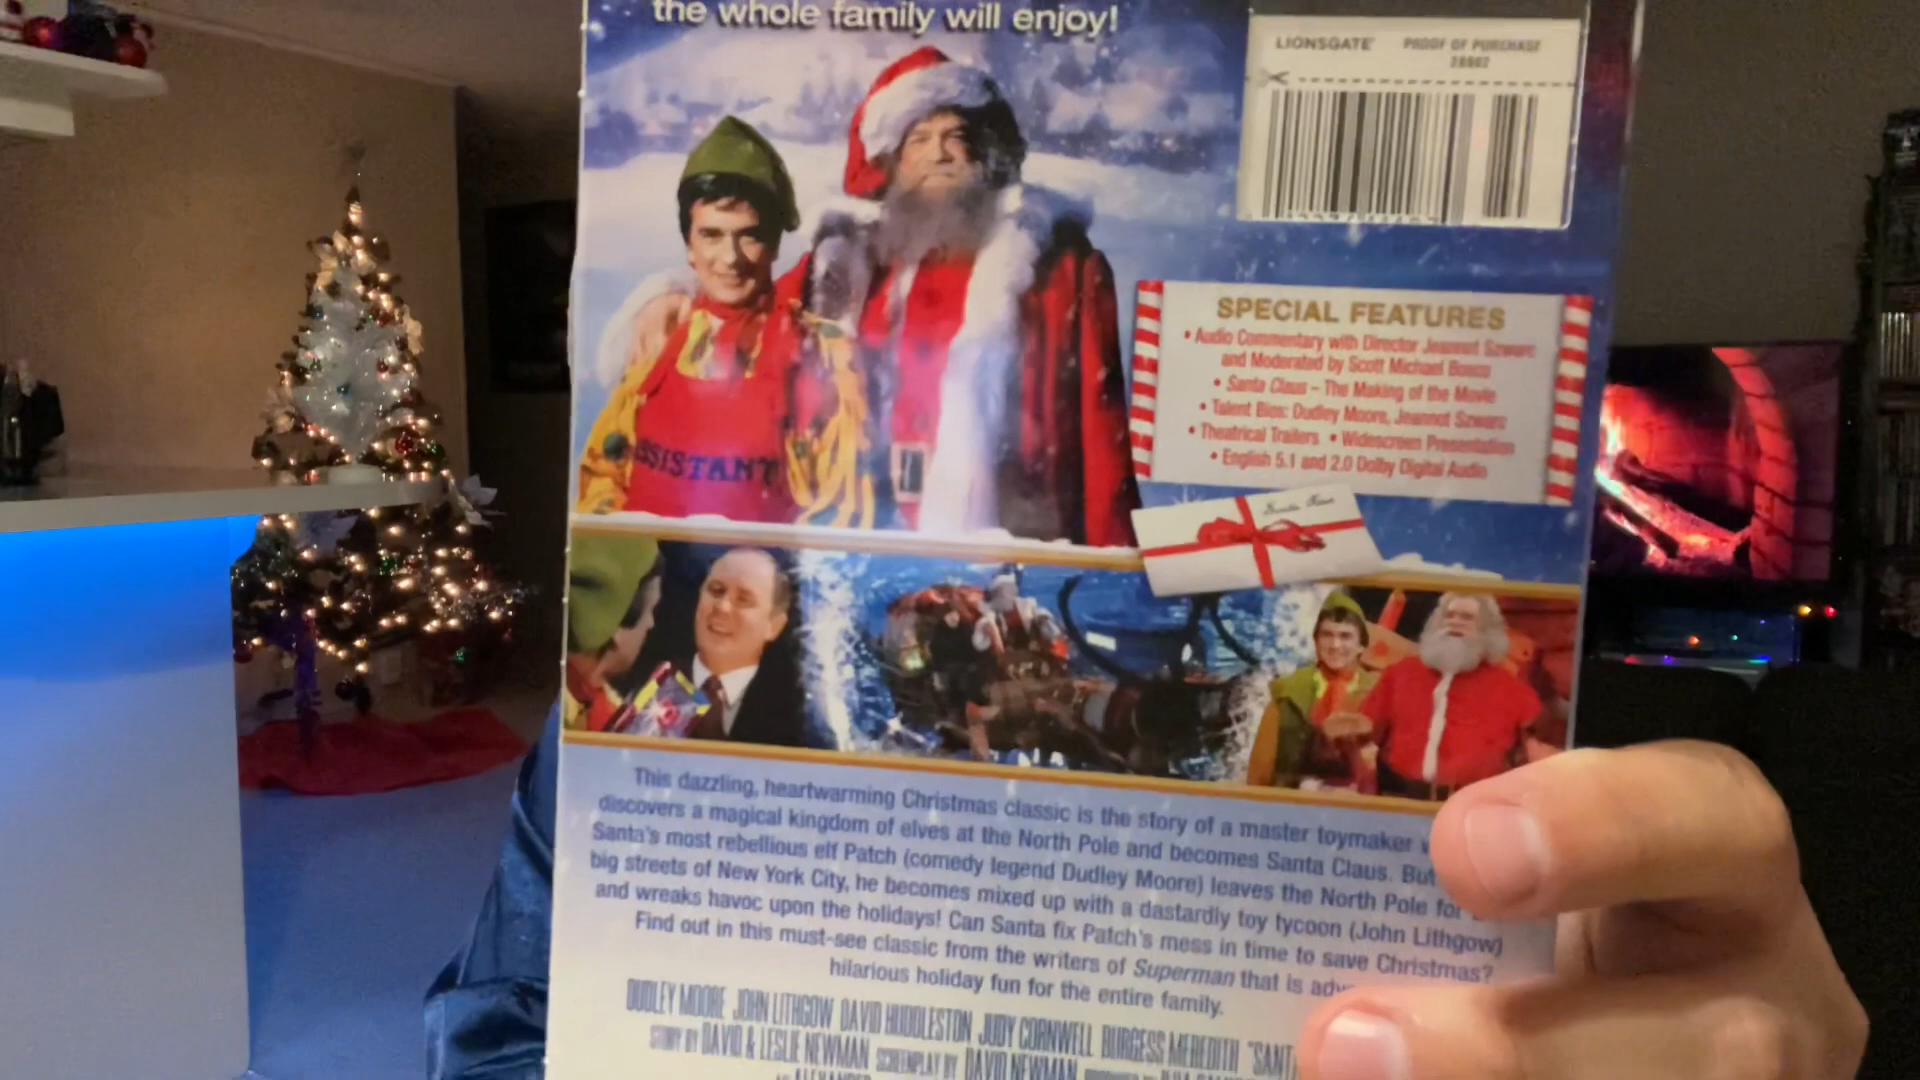 the whole family will enjoy!
LIONSGATE PROOF OF PURCHASE
SPECIAL FEATURES
• Audio Commentary with Director Jeannot Szwarc
and Moderated by Scott Michael Bosco
• Santa Claus – The Making of the Movie
• Talent Bios: Dudley Moore, Jeannot Szwarc
• Theatrical Trailers • Widescreen Presentation
• English 5.1 and 2.0 Dolby Digital Audio
SSISTANT
This dazzling, heartwarming Christmas classic is the story of a master toymaker
discovers a magical kingdom of elves at the North Pole and becomes Santa Claus. But
Santa's most rebellious elf Patch (comedy legend Dudley Moore) leaves the North Pole for
big streets of New York City, he becomes mixed up with a dastardly toy tycoon (John Lithgow)
and wreaks havoc upon the holidays! Can Santa fix Patch's mess in time to save Christmas?
Find out in this must-see classic from the writers of Superman that is
hilarious holiday fun for the entire family.
DUDLEY MOORE JOHN LITHGOW DAVID HUDDLESTON JUDY CORNWELL BURGESS MEREDITH "SANT
STORY BY DAVID & LESLIE NEWMAN SCREENPLAY BY DAVID NEWMAN